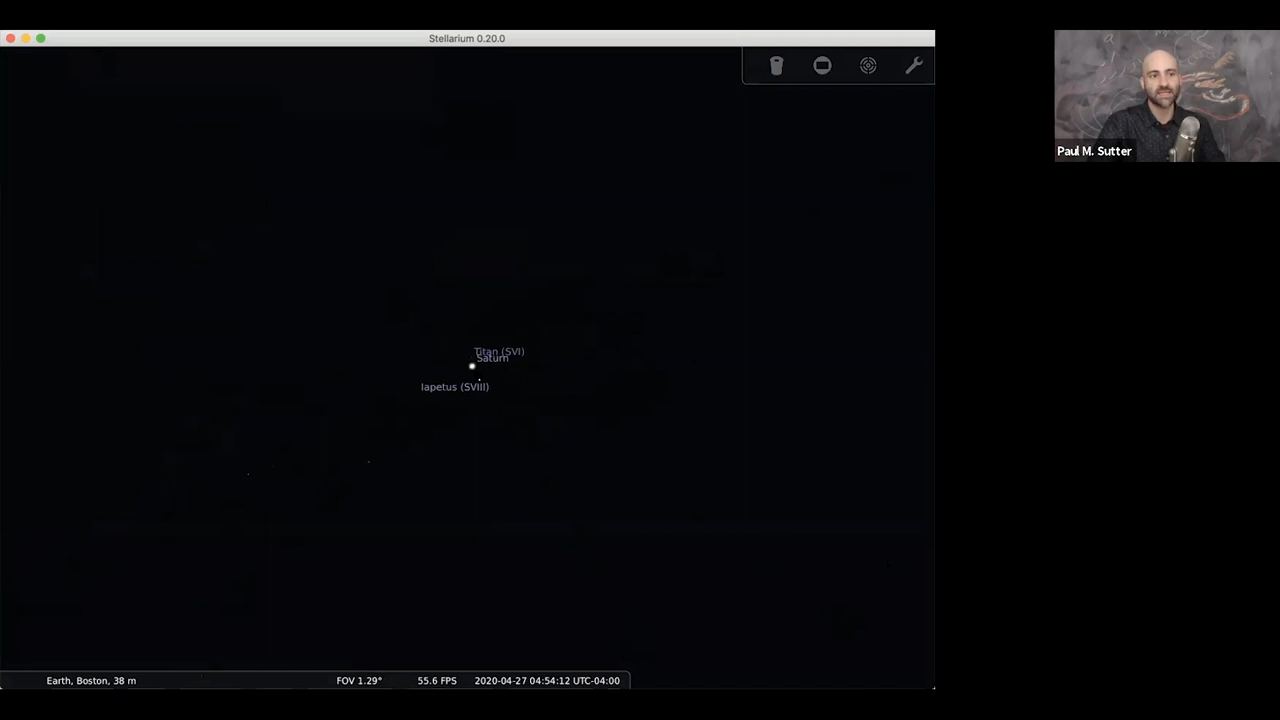 Stellarium 0.20.0
Paul M. Sutter
Titan (SVI)
Saturn
Iapetus (SVIII)
Earth, Boston, 38 m
FOV 1.29°
55.6 FPS
2020-04-27 04:54:12 UTC-04:00